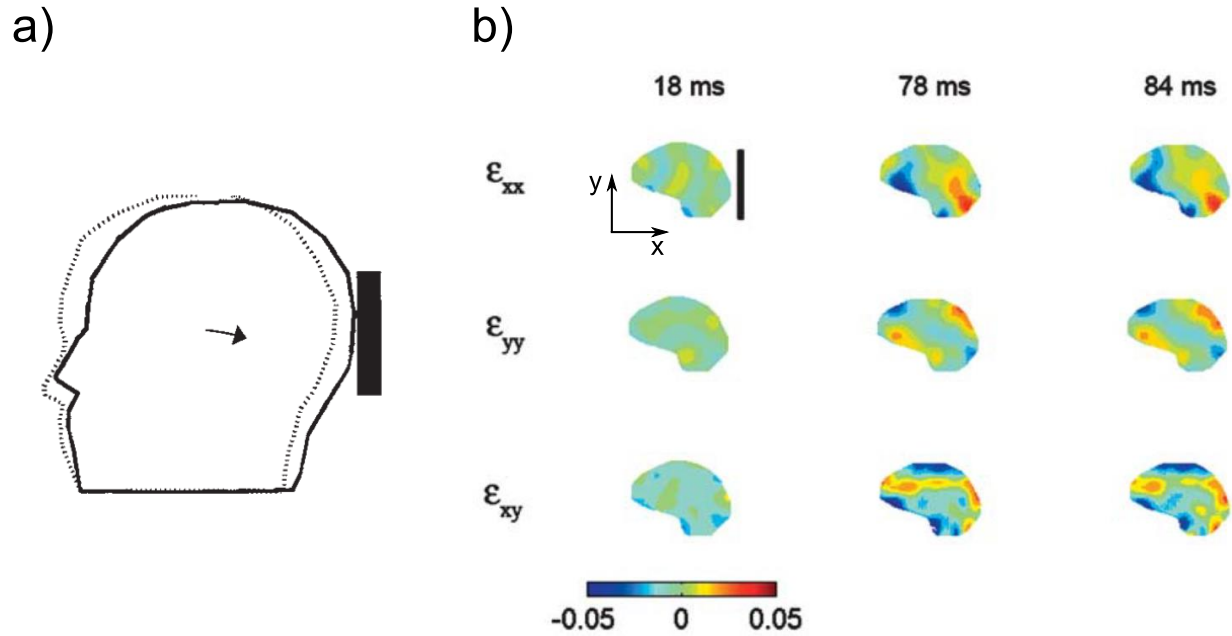 a)
b)
18 ms 78 ms 84 ms
εxx
y
x
εyy
εxy
-0.05 0 0.05